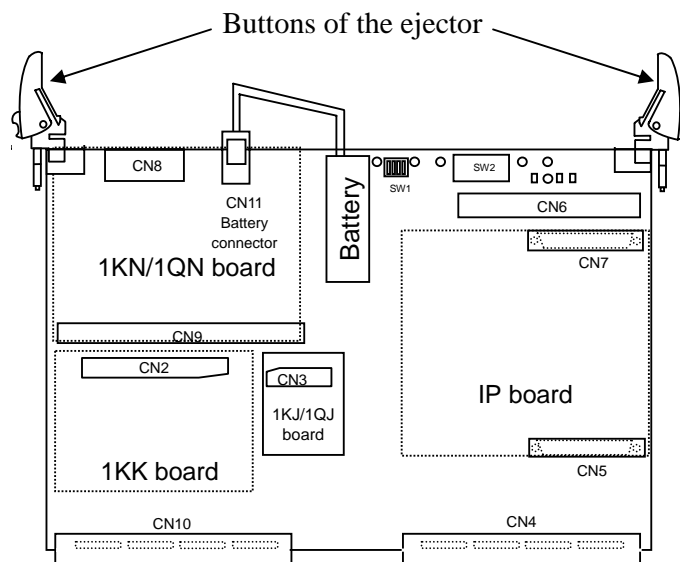 Buttons of the ejector
CN8
CN11
Battery
connector
Battery
SW1
SW2
CN6
CN7
1KN/1QN board
CN9
CN2
CN3
1KJ/1QJ
board
IP board
1KK board
CN5
CN10
CN4